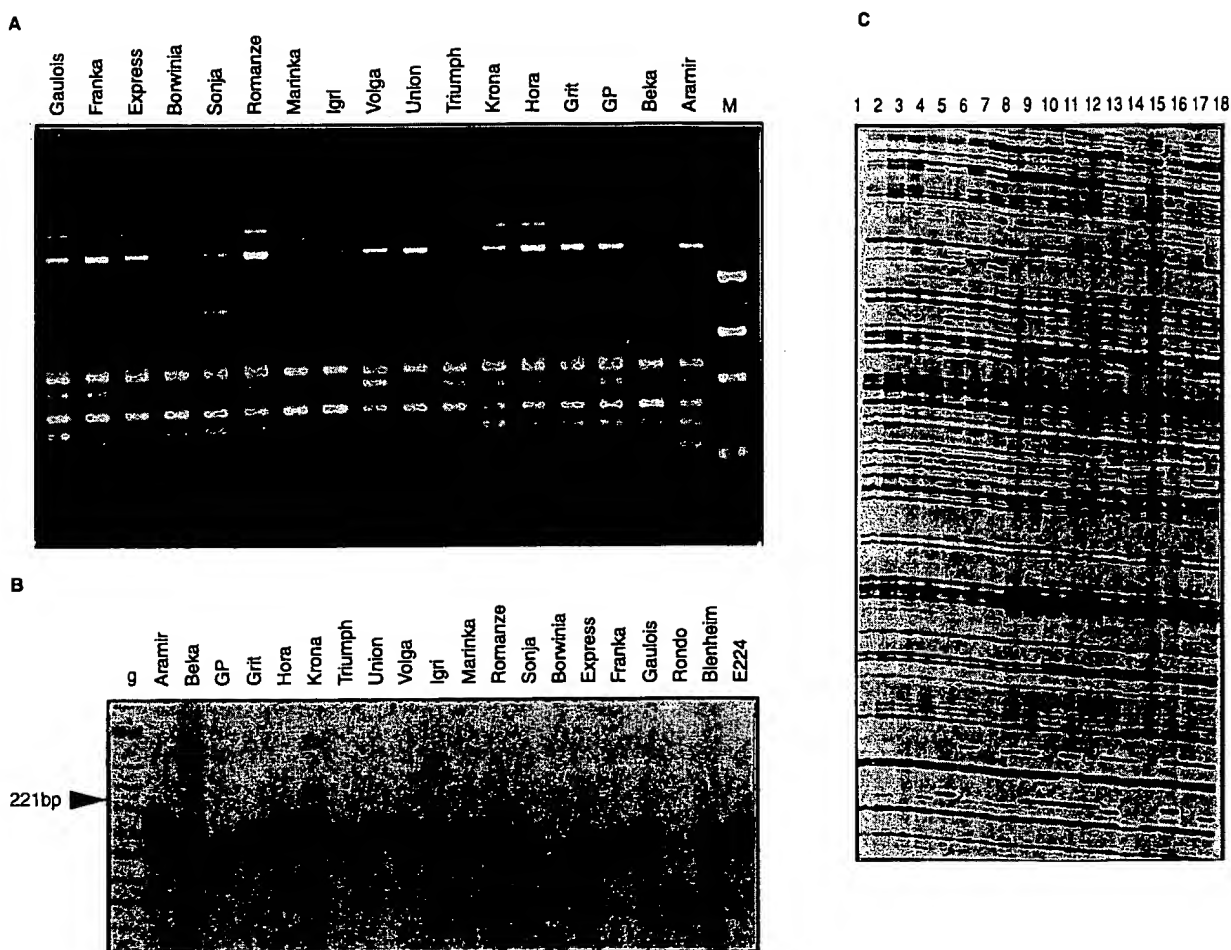 A
Gaulois Franka Express Borwinia Sonja Romanze Marinka Igri Volga Union Triumph Krona Hora Grit GP Beka Aramir M
B
G Aramir Beka GP Grit Hora Krona Triumph Union Volga Igri Marinka Romanze Sonja Borwinia Express Franka Gaulois Rondo Blenheim E224
221bp
C
1 2 3 4 5 6 7 8 9 10 11 12 13 14 15 16 17 18